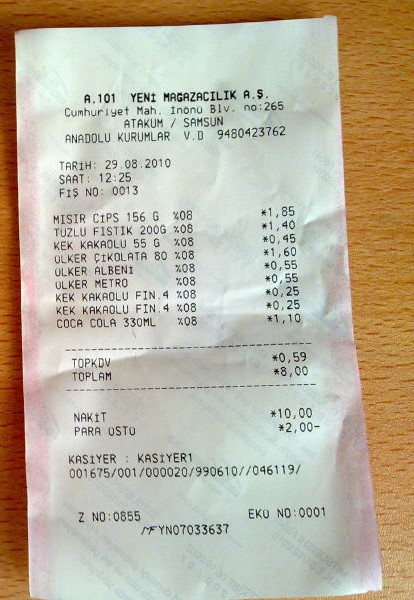 A.101 YENİ MAGAZACILIK A.Ş.
Cumhuriyet Mah. İnönü Blv. no:265
ATAKUM / SAMSUN
ANADOLU KURUMLAR V.D 9480423762
TARİH: 29.08.2010
SAAT: 12:25
FİŞ NO: 0013
MISIR CİPS 156 G %08 *1,85
TUZLU FISTIK 200G %08 *1,40
KEK KAKAOLU 55 G %08 *0,45
ÜLKER ÇİKOLATA 80 %08 *1,60
ÜLKER ALBENİ %08 *0,55
ÜLKER METRO %08 *0,55
KEK KAKAOLU FIN.4 %08 *0,25
KEK KAKAOLU FIN.4 %08 *0,25
COCA COLA 330ML %08 *1,10
TOPKDV *0,59
TOPLAM *8,00
NAKİT *10,00
PARA ÜSTÜ *2,00-
KASİYER : KASİYER1
001675/001/000020/990610//046119/
Z NO:0855 EKÜ NO:0001
MFYN07033637